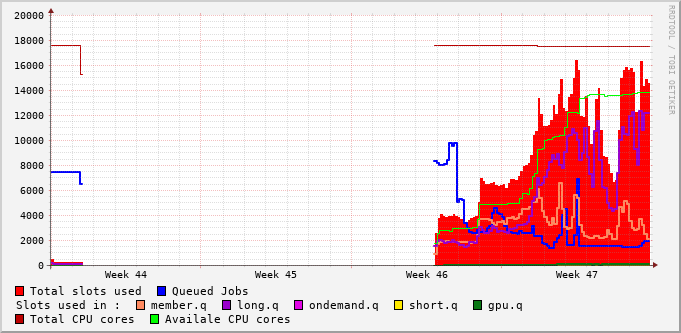 RRDTOOL / TOBI OETIKER
20000
18000
16000
14000
12000
10000
8000
6000
4000
2000
0
Week 44 Week 45 Week 46 Week 47
Total slots used Queued Jobs
Slots used in : member.q long.q ondemand.q short.q gpu.q
Total CPU cores Availale CPU cores